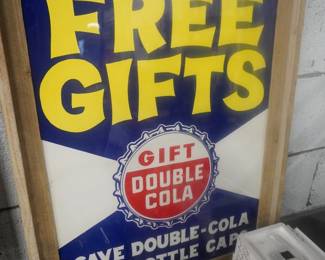 FREE
GIFTS
GIFT
DOUBLE
COLA
SAVE DOUBLE-COLA
BOTTLE CAPS